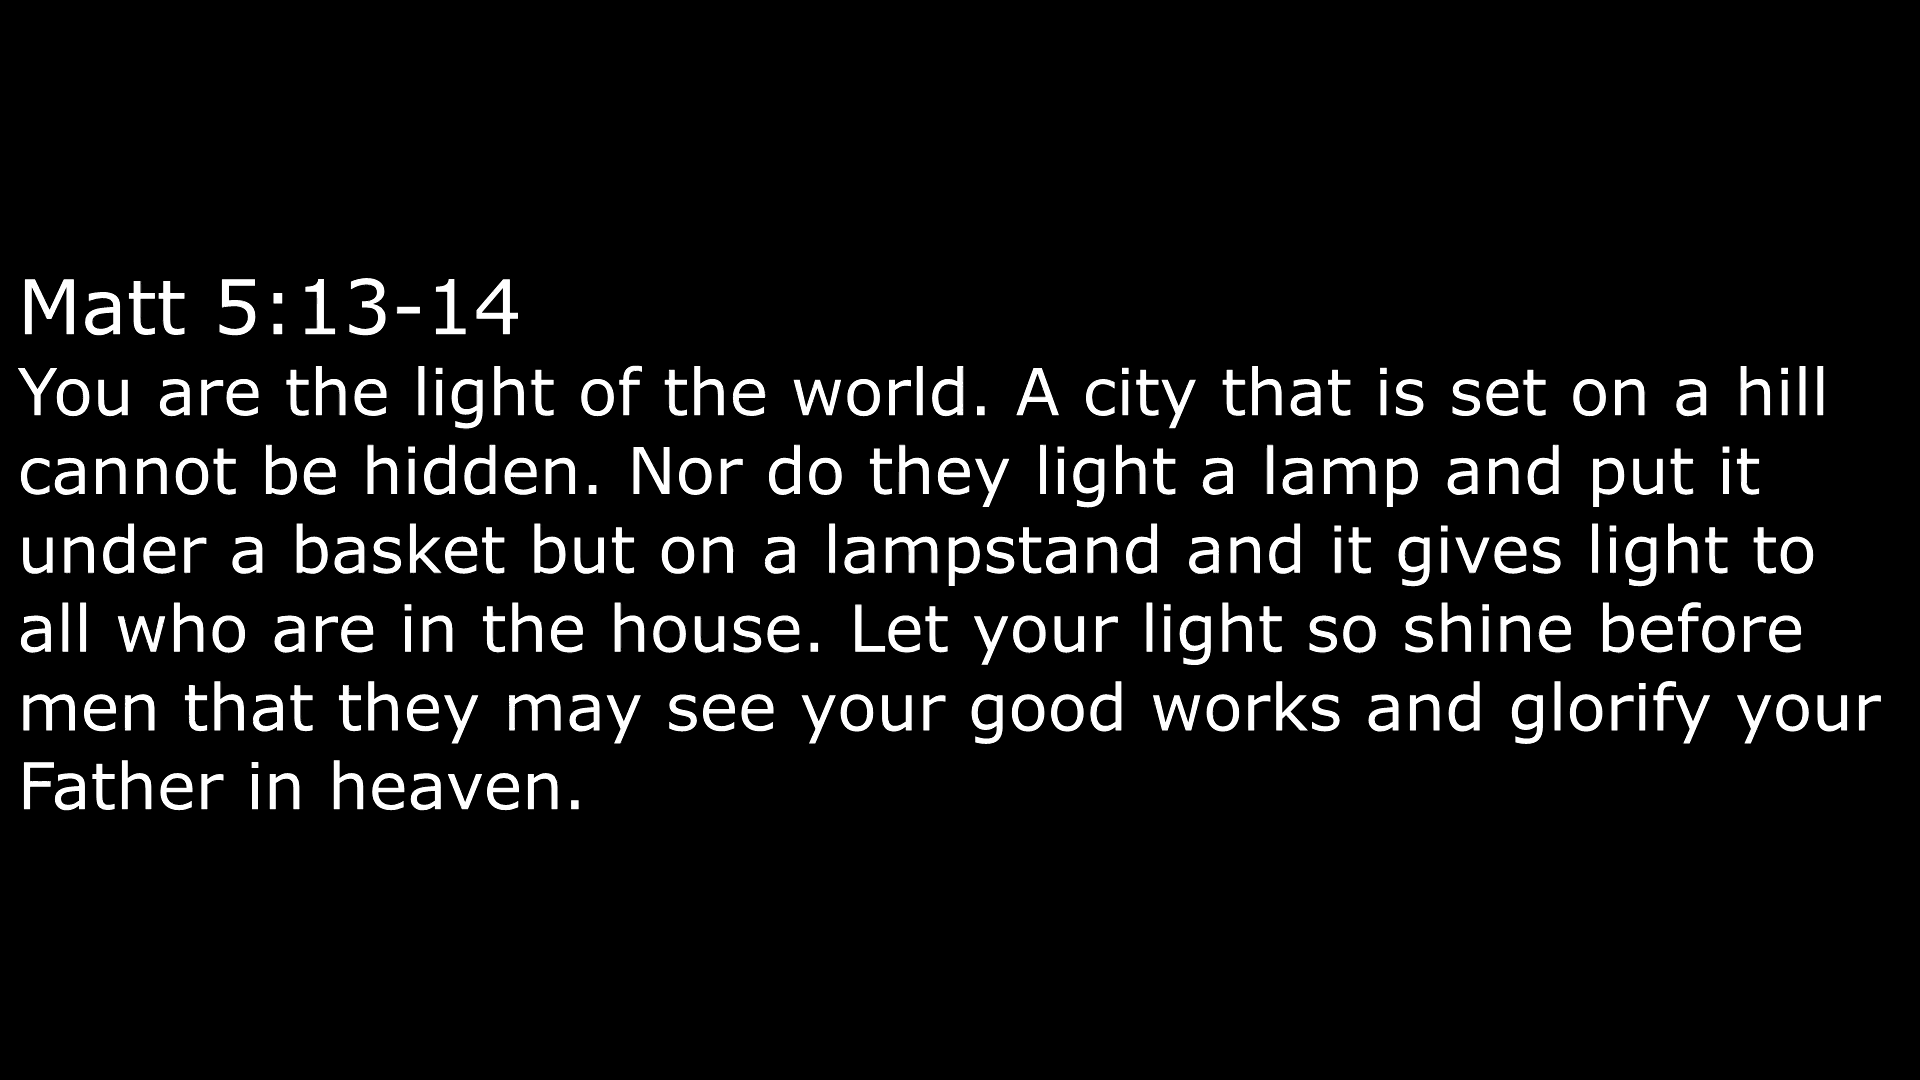 Matt 5:13-14
You are the light of the world. A city that is set on a hill
cannot be hidden. Nor do they light a lamp and put it
under a basket but on a lampstand and it gives light to
all who are in the house. Let your light so shine before
men that they may see your good works and glorify your
Father in heaven.